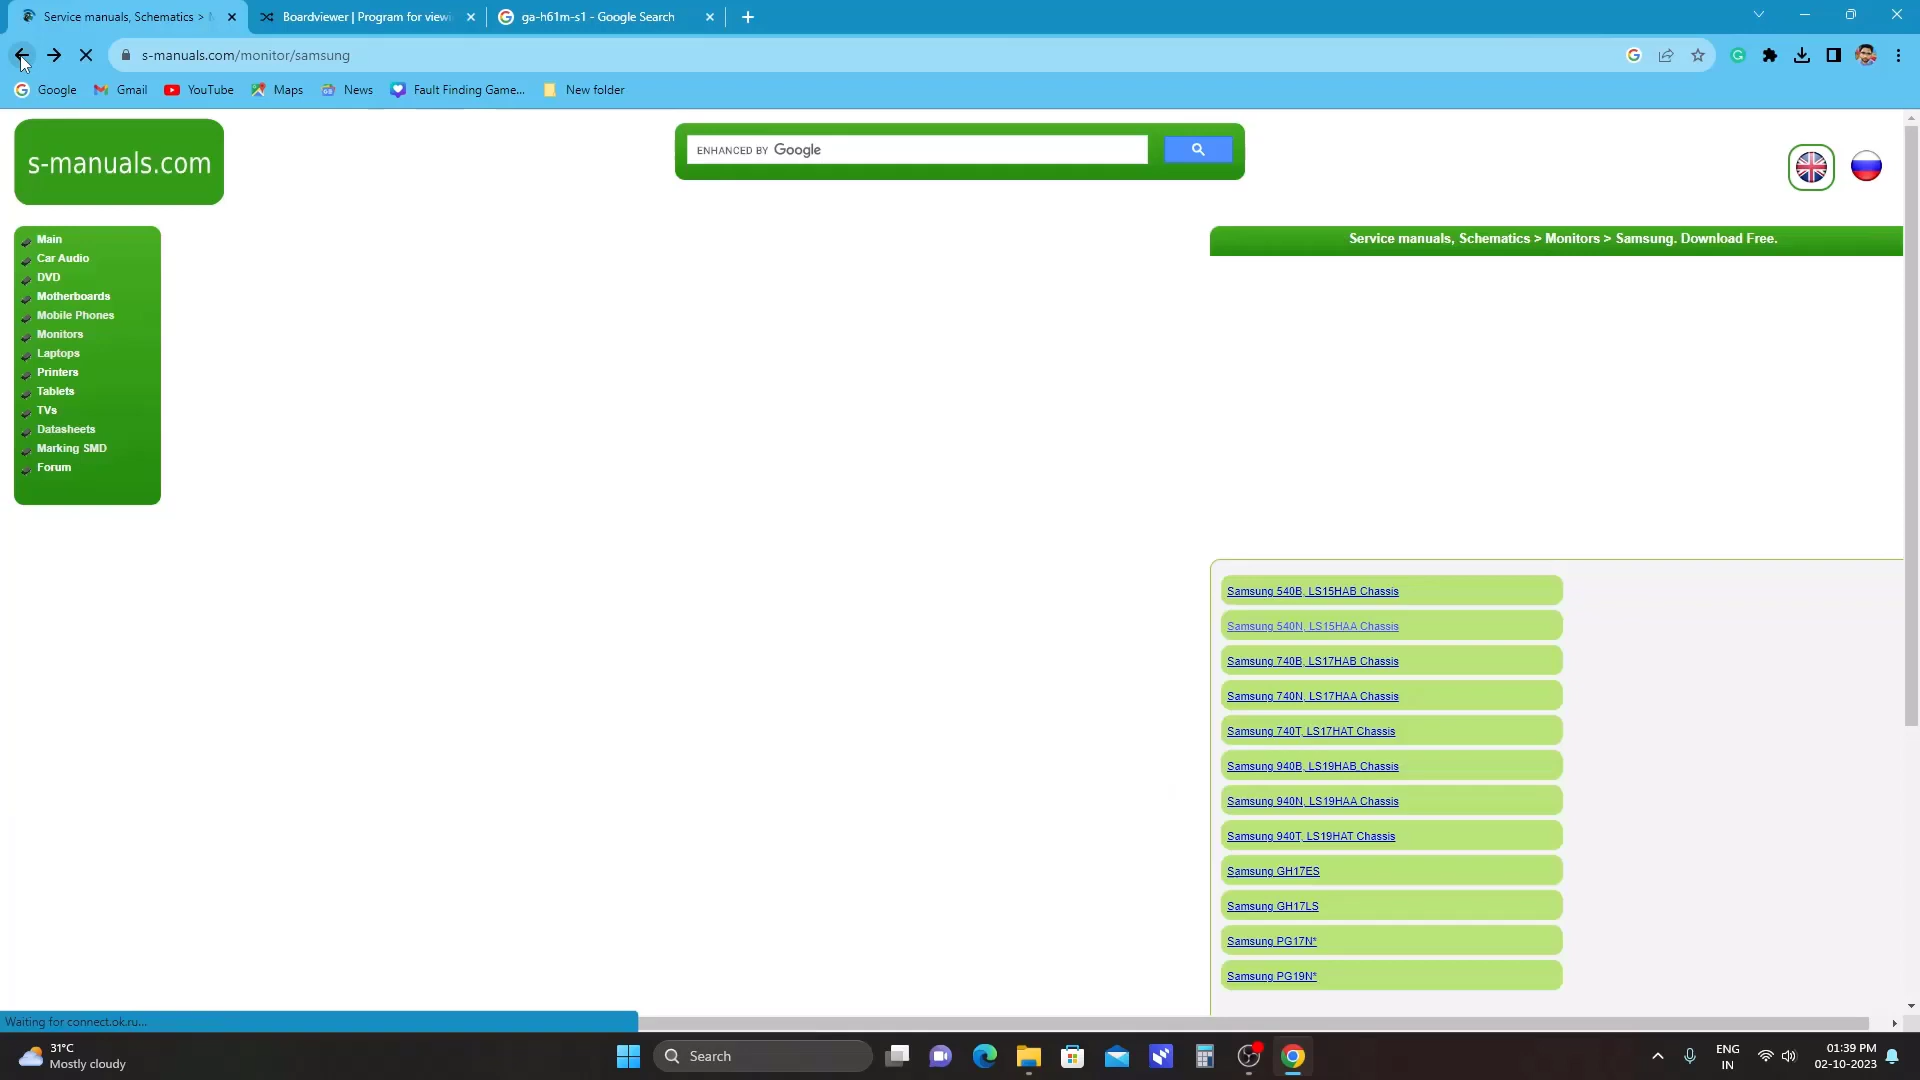 Service manuals, Schematics >
Boardviewer | Program for viewi
ga-h61m-s1 - Google Search
s-manuals.com/monitor/samsung
Google
Gmail
YouTube
Maps
News
Fault Finding Game...
New folder
s-manuals.com
ENHANCED BY Google
Main
Car Audio
DVD
Motherboards
Mobile Phones
Monitors
Laptops
Printers
Tablets
TVs
Datasheets
Marking SMD
Forum
Service manuals, Schematics > Monitors > Samsung. Download Free.
Samsung 540B, LS15HAB Chassis
Samsung 540N, LS15HAA Chassis
Samsung 740B, LS17HAB Chassis
Samsung 740N, LS17HAA Chassis
Samsung 740T, LS17HAT Chassis
Samsung 940B, LS19HAB Chassis
Samsung 940N, LS19HAA Chassis
Samsung 940T, LS19HAT Chassis
Samsung GH17ES
Samsung GH17LS
Samsung PG17N*
Samsung PG19N*
Waiting for connect.ok.ru...
31°C
Mostly cloudy
Search
ENG
IN
01:39 PM
02-10-2023